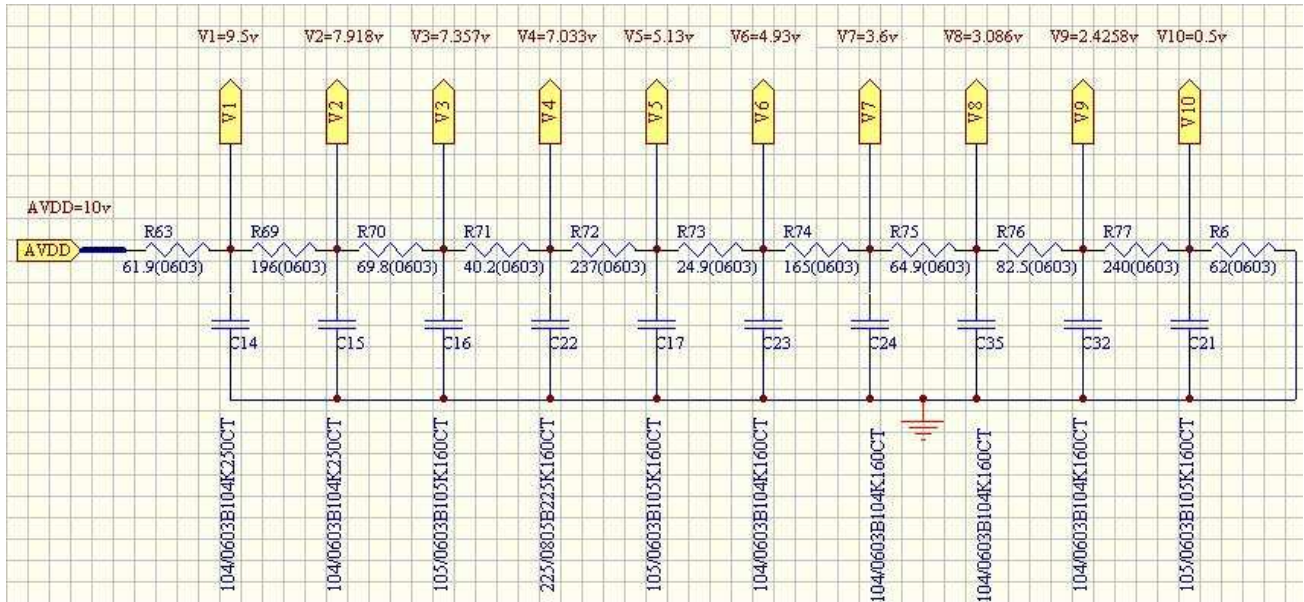 V1=9.5v V2=7.918v V3=7.357v V4=7.033v V5=5.13v V6=4.93v V7=3.6v V8=3.086v V9=2.4258v V10=0.5v
V1 V2 V3 V4 V5 V6 V7 V8 V9 V10
AVDD=10v
R63 R69 R70 R71 R72 R73 R74 R75 R76 R77 R6
AVDD
61.9(0603) 196(0603) 69.8(0603) 40.2(0603) 237(0603) 24.9(0603) 165(0603) 64.9(0603) 82.5(0603) 240(0603) 62(0603)
C14 C15 C16 C22 C17 C23 C24 C35 C32 C21
104/0603B104K250CT
104/0603B104K250CT
105/0603B105K160CT
225/0805B225K160CT
105/0603B105K160CT
104/0603B104K160CT
104/0603B104K160CT
104/0603B104K160CT
104/0603B104K160CT
105/0603B105K160CT